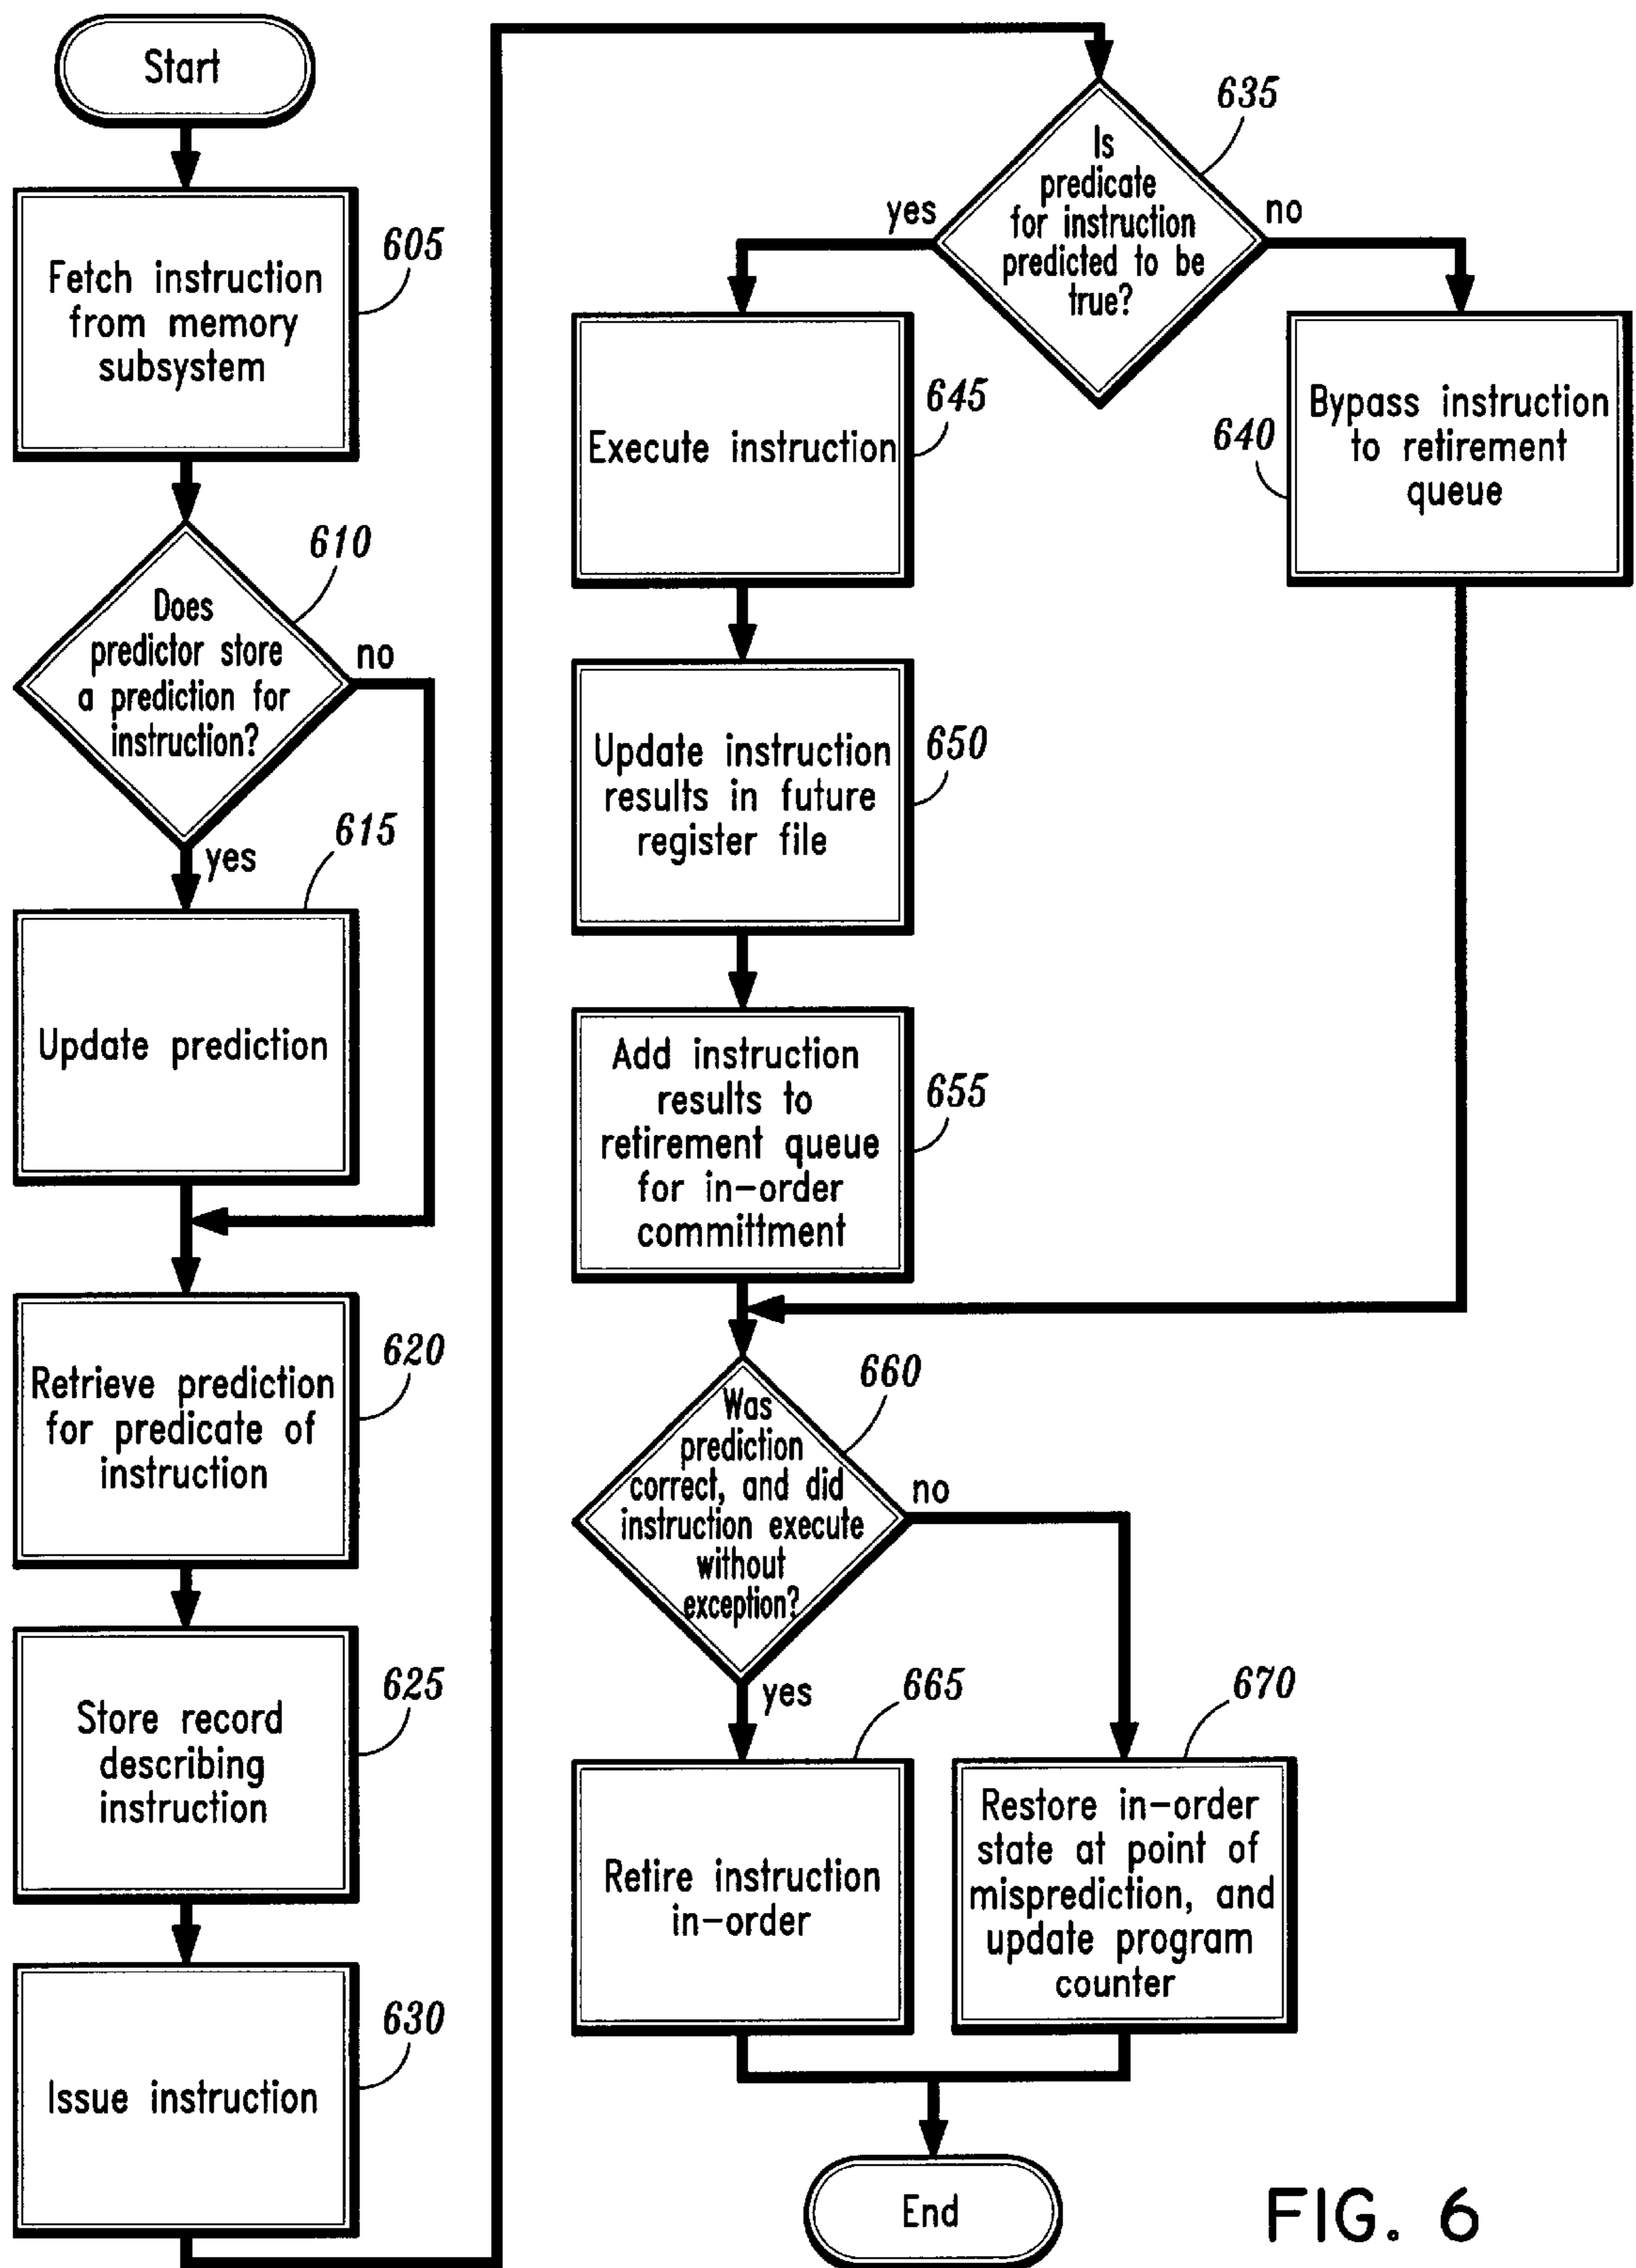 Start
605
Fetch instruction
from memory
subsystem
610
Does
predictor store
a prediction for
instruction?
no
yes
615
Update prediction
620
Retrieve prediction
for predicate of
instruction
625
Store record
describing
instruction
630
Issue instruction
635
Is
predicate
for instruction
predicted to be
true?
yes
no
645
Execute instruction
640
Bypass instruction
to retirement
queue
650
Update instruction
results in future
register file
655
Add instruction
results to
retirement queue
for in-order
committment
660
Was
prediction
correct, and did
instruction execute
without
exception?
no
yes
665
Retire instruction
in-order
670
Restore in-order
state at point of
misprediction, and
update program
counter
End
FIG. 6